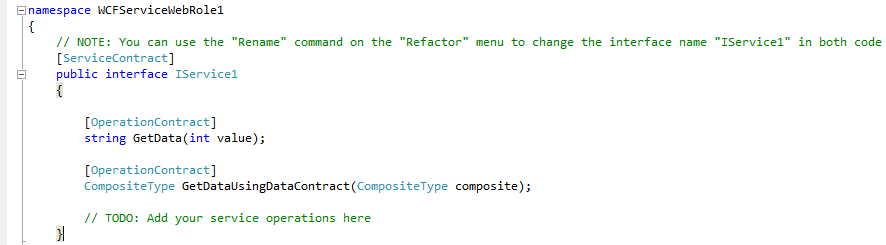 namespace WCFServiceWebRole1
{
// NOTE: You can use the "Rename" command on the "Refactor" menu to change the interface name "IService1" in both code
[ServiceContract]
public interface IService1
{
[OperationContract]
string GetData(int value);
[OperationContract]
CompositeType GetDataUsingDataContract(CompositeType composite);
// TODO: Add your service operations here
}